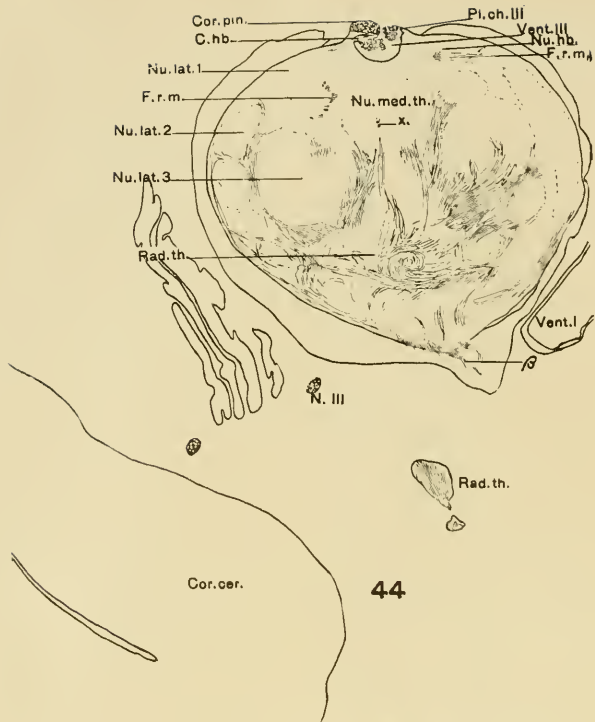 Cor.pin.
Pl.ch.III
C.hb.
Vent.III
Nu.hb.
F.r.m.
Nu.lat.1
F.r.m.
Nu.med.th.
x.
Nu.lat.2
Nu.lat.3
Rad.th.
Vent.l
β
N. III
Rad.th.
Cor.cer.
44